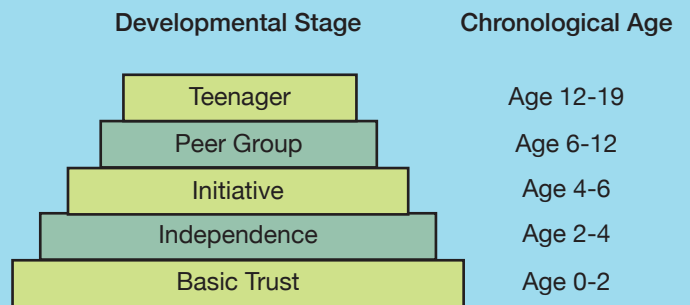 Developmental Stage Chronological Age
Teenager Age 12-19
Peer Group Age 6-12
Initiative Age 4-6
Independence Age 2-4
Basic Trust Age 0-2